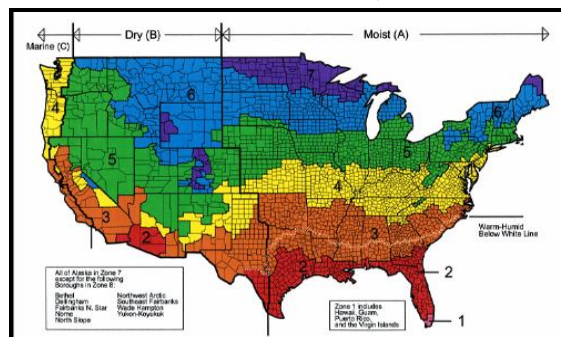 Marine (C)
Dry (B)
Moist (A)
7
6
6
4
5
5
4
3
3
2
2
Warm-Humid
Below White Line
2
1
All of Alaska in Zone 7
except for the following
Boroughs in Zone 8:
Bethel Northwest Arctic
Dellingham Southeast Fairbanks
Fairbanks N. Star Wade Hampton
Nome Yukon-Koyukuk
North Slope
Zone 1 includes
Hawaii, Guam,
Puerto Rico,
and the Virgin Islands